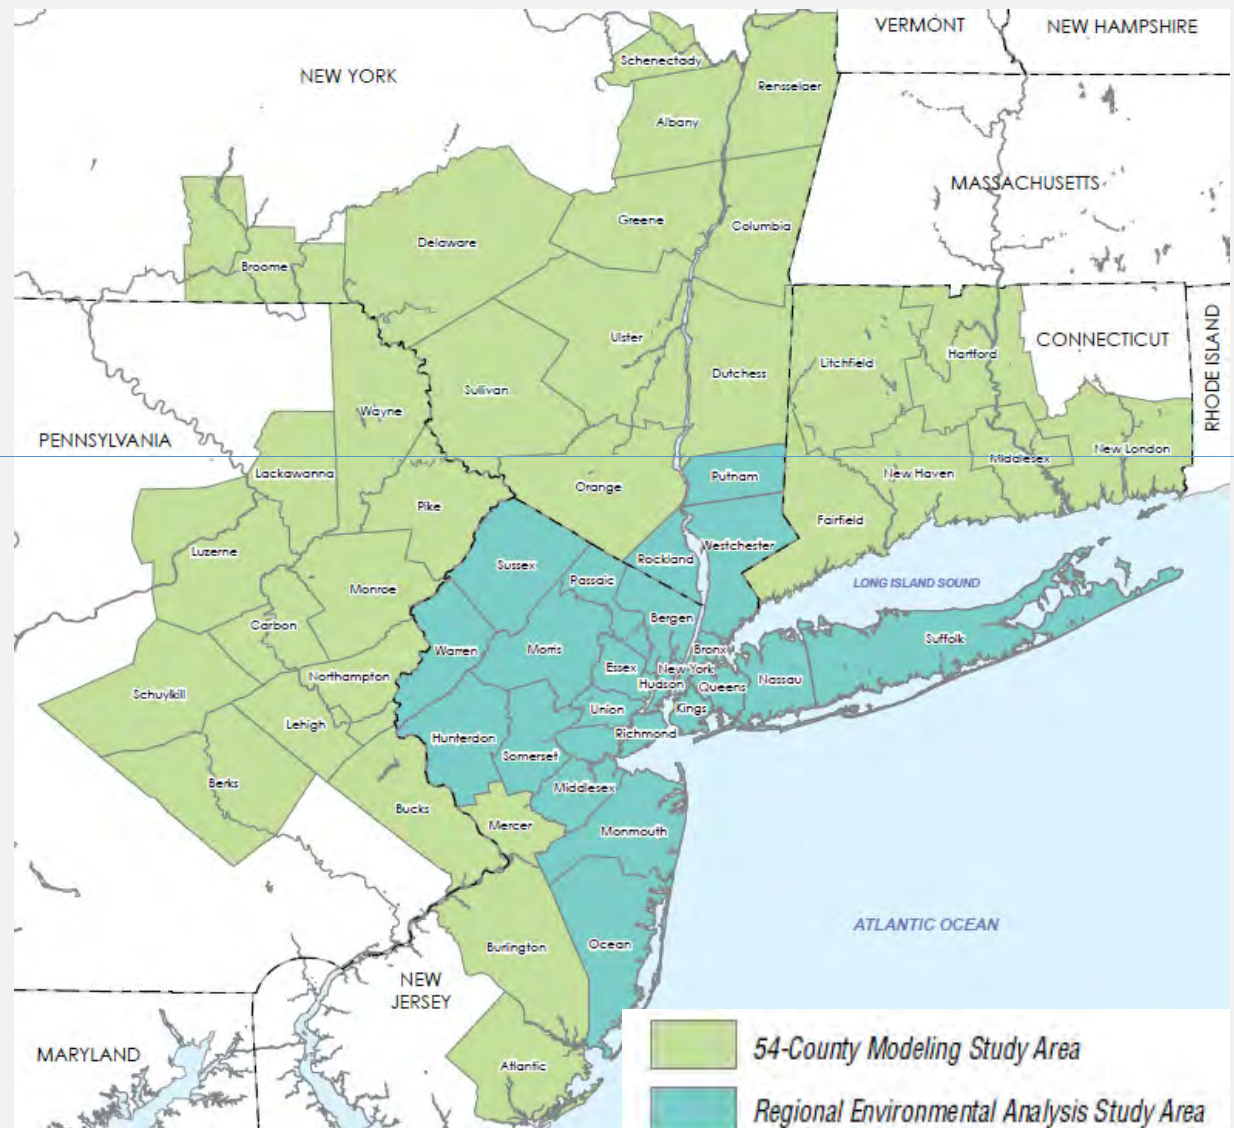 VERMONT
NEW HAMPSHIRE
Schenectady
NEW YORK
Rensselaer
Albany
MASSACHUSETTS
Greene
Columbia
Delaware
Broome
Ulster
CONNECTICUT
RHODE ISLAND
Hartford
Litchfield
Dutchess
Sullivan
Wayne
PENNSYLVANIA
New London
Middlesex
Lackawanna
New Haven
Putnam
Orange
Pike
Fairfield
Westchester
Luzerne
Rockland
Sussex
Passaic
LONG ISLAND SOUND
Monroe
Bergen
Carbon
Suffolk
Warren
Morris
Bronx
Essex
New York
Northampton
Nassau
Hudson
Queens
Schuylkill
Union
Kings
Lehigh
Richmond
Hunterdon
Somerset
Berks
Middlesex
Bucks
Mercer
Monmouth
ATLANTIC OCEAN
Burlington
Ocean
NEW
JERSEY
MARYLAND
Atlantic
54-County Modeling Study Area
Regional Environmental Analysis Study Area